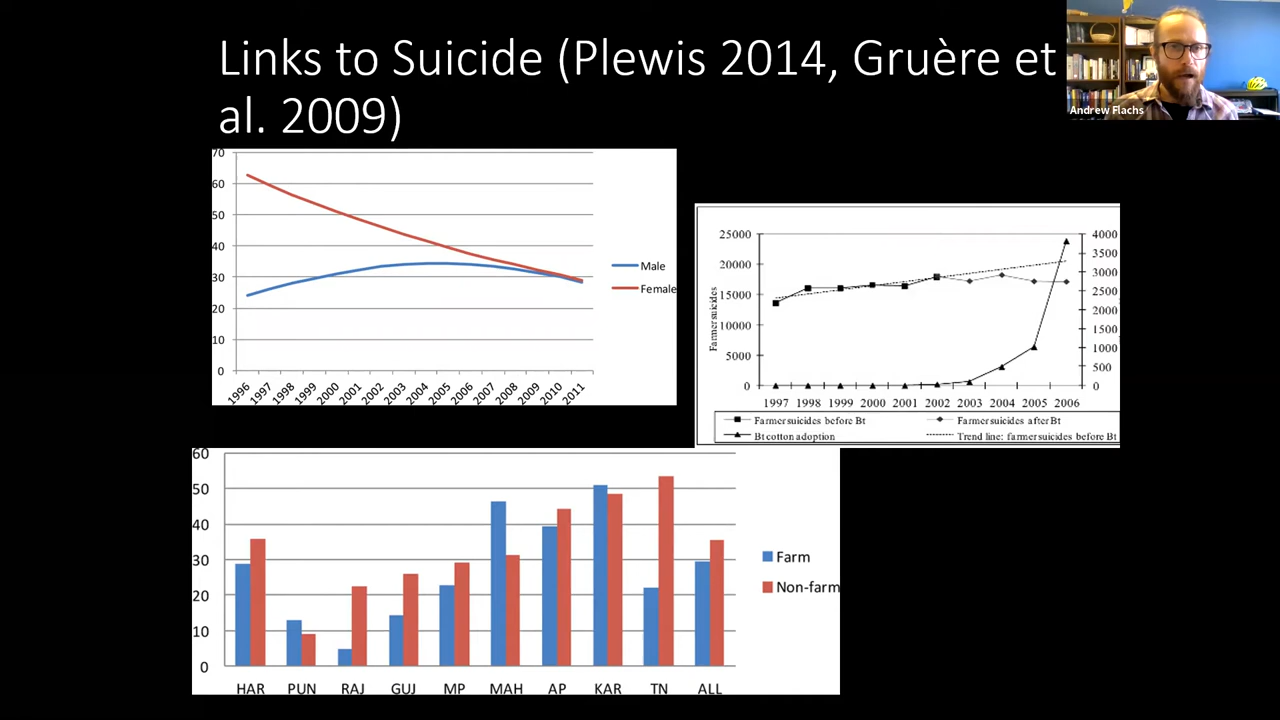 Links to Suicide (Plewis 2014, Gruère et
al. 2009)
Andrew Flachs
70
60
50
40
30
20
10
0
1996 1997 1998 1999 2000 2001 2002 2003 2004 2005 2006 2007 2008 2009 2010 2011
Male
Female
25000
20000
15000
10000
5000
0
Farmer suicides
4000
3500
3000
2500
2000
1500
1000
500
0
1997 1998 1999 2000 2001 2002 2003 2004 2005 2006
Farmer suicides before Bt
Farmer suicides after Bt
Bt cotton adoption
Trend line: farmer suicides before Bt
60
50
40
30
20
10
0
HAR PUN RAJ GUJ MP MAH AP KAR TN ALL
Farm
Non-farm